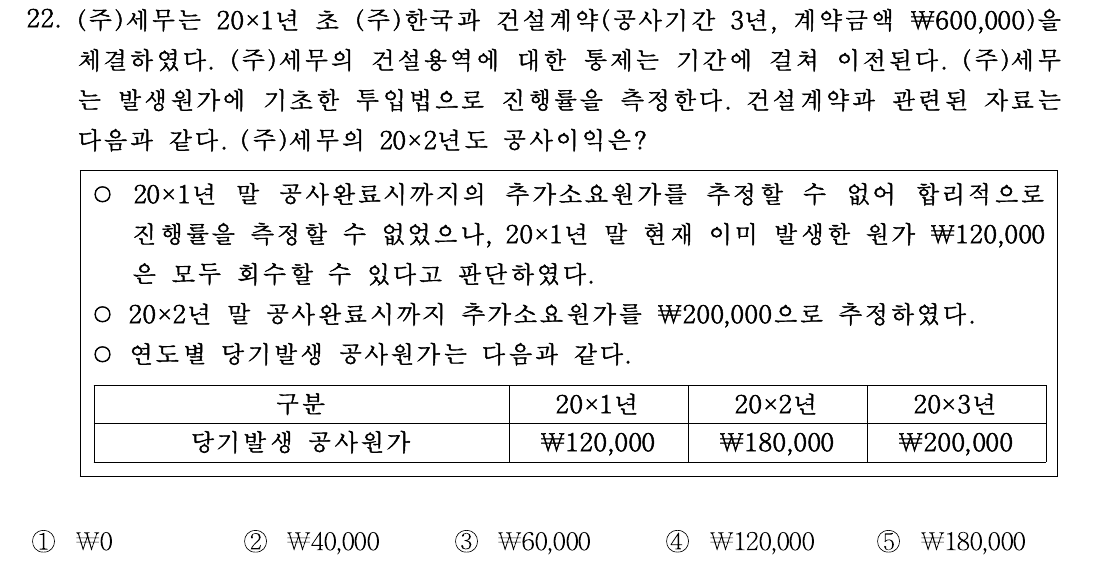 22. (주)세무는 20×1년 초 (주)한국과 건설계약(공사기간 3년, 계약금액 ₩600,000)을
체결하였다. (주)세무의 건설용역에 대한 통제는 기간에 걸쳐 이전된다. (주)세무
는 발생원가에 기초한 투입법으로 진행률을 측정한다. 건설계약과 관련된 자료는
다음과 같다. (주)세무의 20×2년도 공사이익은?
○ 20×1년 말 공사완료시까지의 추가소요원가를 추정할 수 없어 합리적으로
진행률을 측정할 수 없었으나, 20×1년 말 현재 이미 발생한 원가 ₩120,000
은 모두 회수할 수 있다고 판단하였다.
○ 20×2년 말 공사완료시까지 추가소요원가를 ₩200,000으로 추정하였다.
○ 연도별 당기발생 공사원가는 다음과 같다.
구분 20×1년 20×2년 20×3년
당기발생 공사원가 ₩120,000 ₩180,000 ₩200,000
① ₩0 ② ₩40,000 ③ ₩60,000 ④ ₩120,000 ⑤ ₩180,000